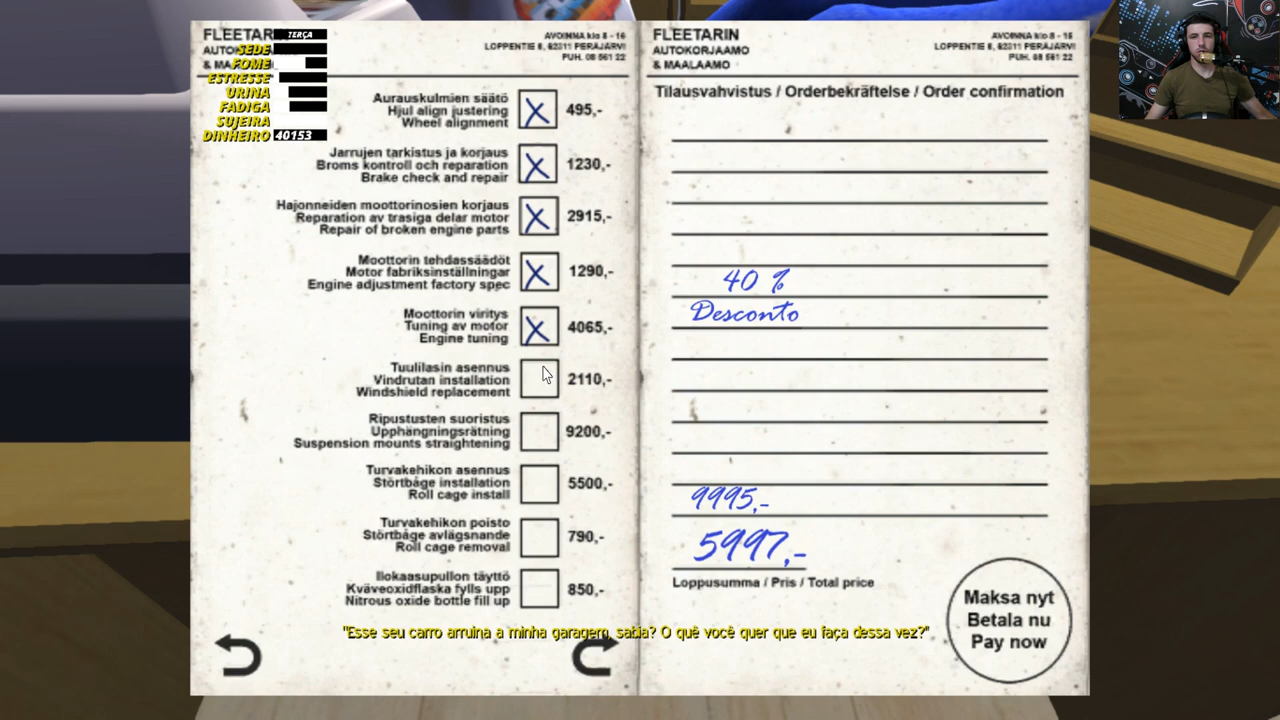 FLEETARIN
AUTOKORJAAMO
& MAALAAMO
AVOINNA klo 8 - 16
LOPPENTIE 6, 82311 PERÄJÄRVI
PUH. 08 561 22
TERÇA
SEDE
FOME
ESTRESSE
URINA
FADIGA
SUJEIRA
DINHEIRO 40153
Aurauskulmien säätö
Hjul align justering
Wheel alignment
495,-
Jarrujen tarkistus ja korjaus
Broms kontroll och reparation
Brake check and repair
1230,-
Hajonneiden moottorinosien korjaus
Reparation av trasiga delar motor
Repair of broken engine parts
2915,-
Moottorin tehdassäädöt
Motor fabriksinställningar
Engine adjustment factory spec
1290,-
Moottorin viritys
Tuning av motor
Engine tuning
4065,-
Tuulilasin asennus
Vindrutan installation
Windshield replacement
2110,-
Ripustusten suoristus
Upphängningsrätning
Suspension mounts straightening
9200,-
Turvakehikon asennus
Störtbåge installation
Roll cage install
5500,-
Turvakehikon poisto
Störtbåge avlägsnande
Roll cage removal
790,-
Ilokaasupullon täyttö
Kväveoxidflaska fylls upp
Nitrous oxide bottle fill up
850,-
FLEETARIN
AUTOKORJAAMO
& MAALAAMO
AVOINNA klo 8 - 16
LOPPENTIE 6, 82311 PERÄJÄRVI
PUH. 08 561 22
Tilausvahvistus / Orderbekräftelse / Order confirmation
40 %
Desconto
9995,-
5997,-
Loppusumma / Pris / Total price
Maksa nyt
Betala nu
Pay now
"Esse seu carro arruina a minha garagem, sabia? O quê você quer que eu faça dessa vez?"